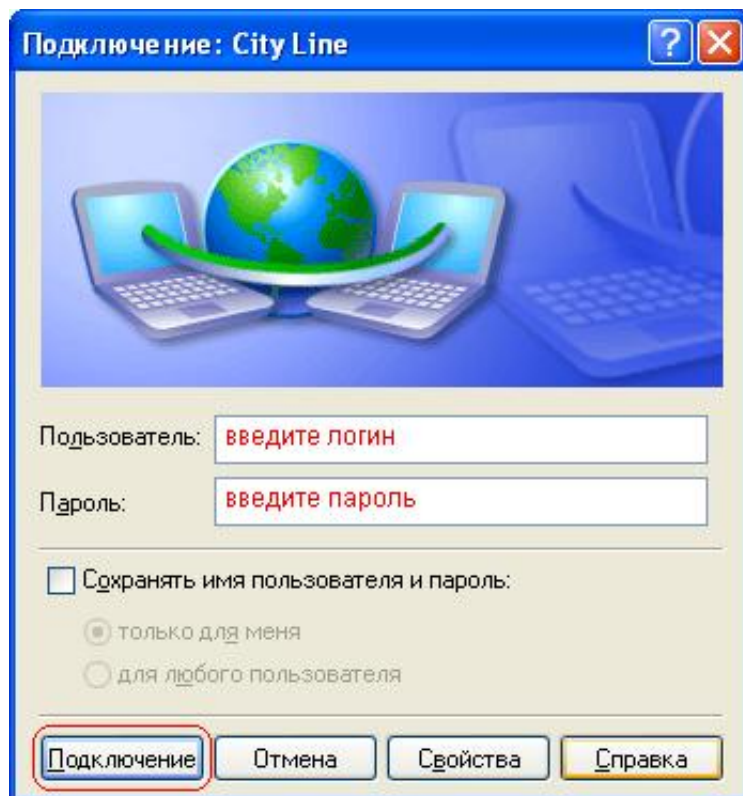 Подключение: City Line
Пользователь: введите логин
Пароль: введите пароль
Сохранять имя пользователя и пароль:
только для меня
для любого пользователя
Подключение Отмена Свойства Справка